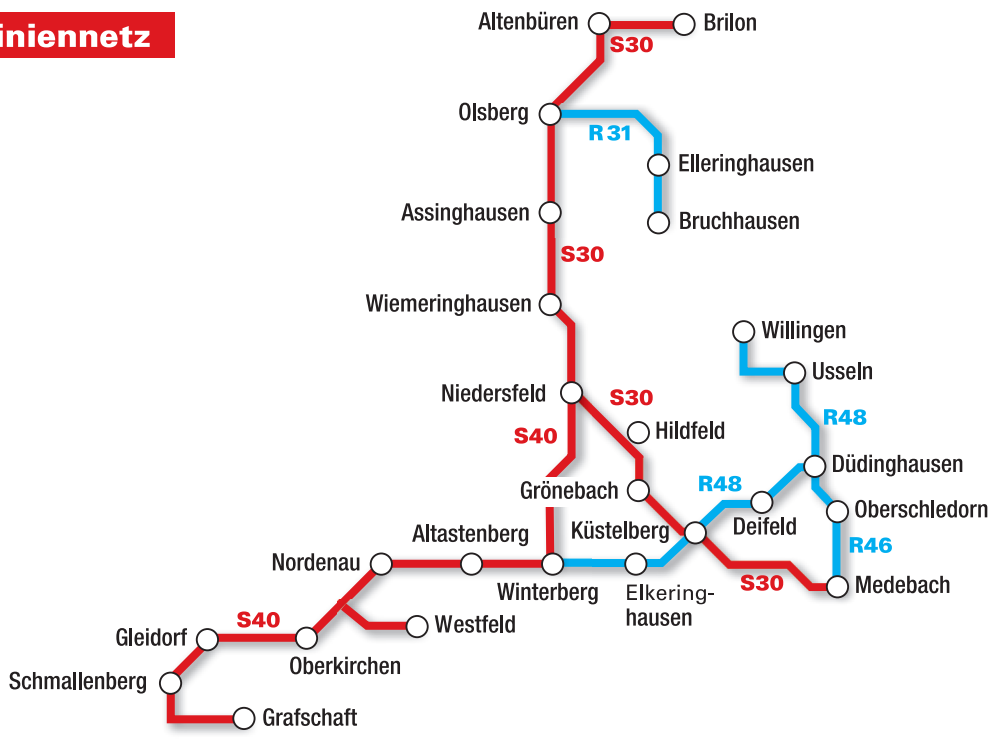 iniennetz
Altenbüren
Brilon
S30
Olsberg
R 31
Elleringhausen
Assinghausen
Bruchhausen
S30
Wiemeringhausen
Willingen
Usseln
Niedersfeld
S30
R48
S40
Hildfeld
Düdinghausen
Grönebach
R48
Oberschledorn
Altastenberg
Küstelberg
Deifeld
R46
Nordenau
Winterberg
Elkering-
hausen
S30
Medebach
S40
Westfeld
Gleidorf
Oberkirchen
Schmallenberg
Grafschaft